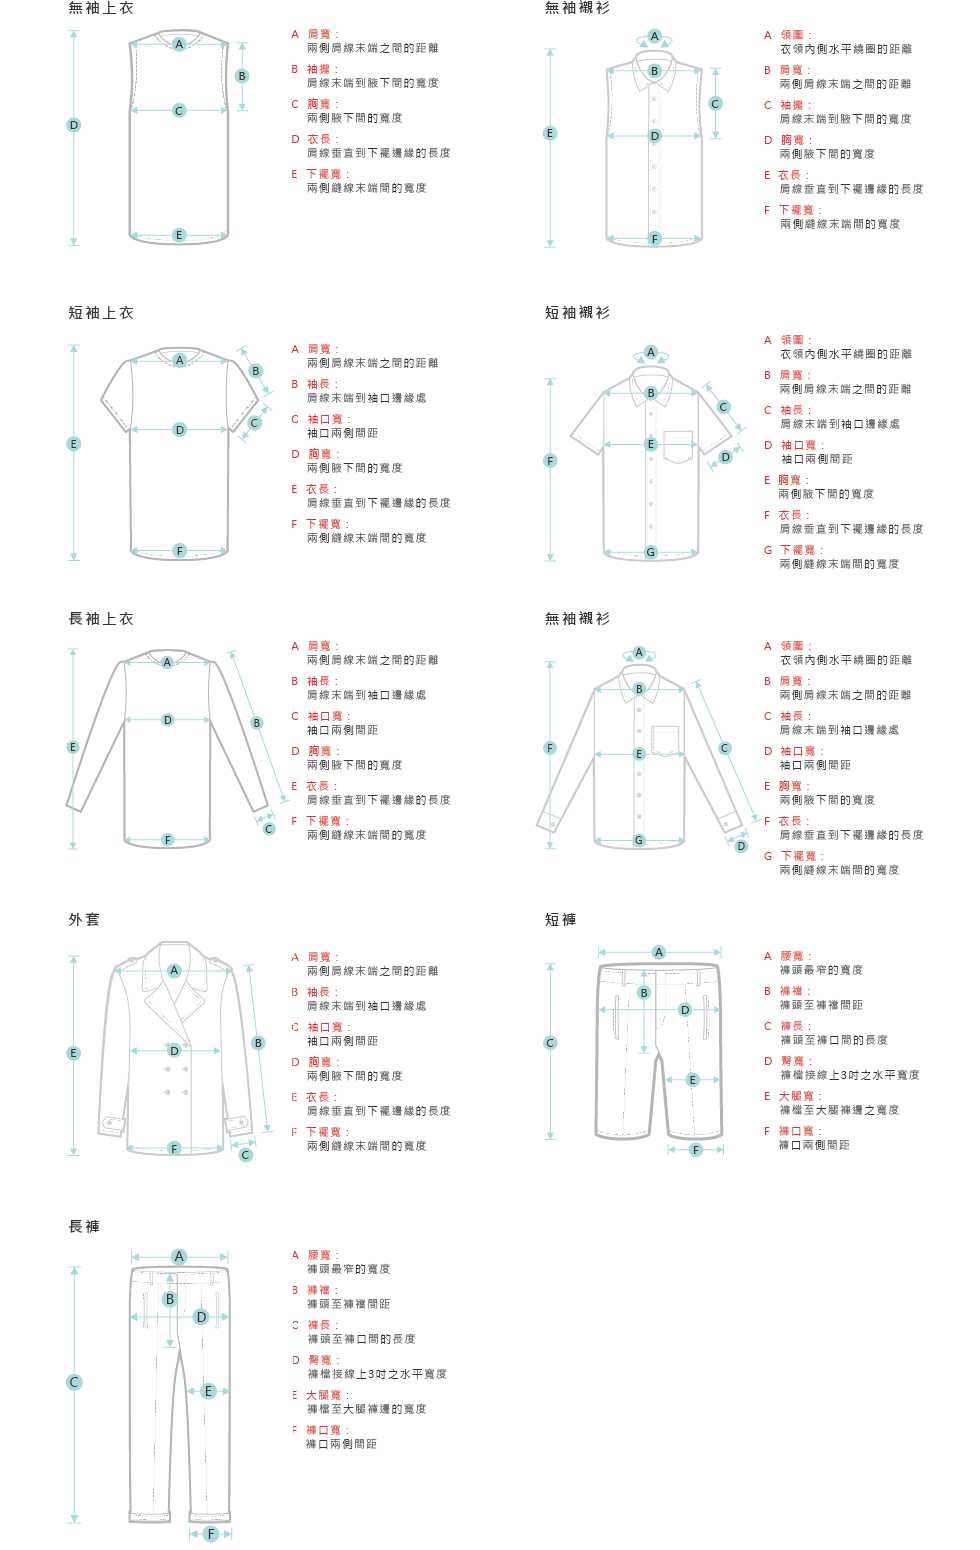 無袖上衣
A 肩寬：
兩側肩線末端之間的距離
B 袖攏：
肩線末端到腋下間的寬度
C 胸寬：
兩側腋下間的寬度
D 衣長：
肩線垂直到下襬邊緣的長度
E 下襬寬：
兩側縫線末端間的寬度
A
B
C
D
E
無袖襯衫
A 領圍：
衣領內側水平繞圈的距離
B 肩寬：
兩側肩線末端之間的距離
C 袖攏：
肩線末端到腋下間的寬度
D 胸寬：
兩側腋下間的寬度
E 衣長：
肩線垂直到下襬邊緣的長度
F 下襬寬：
兩側縫線末端間的寬度
A
B
C
D
E
F
短袖上衣
A 肩寬：
兩側肩線末端之間的距離
B 袖長：
肩線末端到袖口邊緣處
C 袖口寬：
袖口兩側間距
D 胸寬：
兩側腋下間的寬度
E 衣長：
肩線垂直到下襬邊緣的長度
F 下襬寬：
兩側縫線末端間的寬度
A
B
C
D
E
F
短袖襯衫
A 領圍：
衣領內側水平繞圈的距離
B 肩寬：
兩側肩線末端之間的距離
C 袖長：
肩線末端到袖口邊緣處
D 袖口寬：
袖口兩側間距
E 胸寬：
兩側腋下間的寬度
F 衣長：
肩線垂直到下襬邊緣的長度
G 下襬寬：
兩側縫線末端間的寬度
A
B
C
E
D
F
G
長袖上衣
A 肩寬：
兩側肩線末端之間的距離
B 袖長：
肩線末端到袖口邊緣處
C 袖口寬：
袖口兩側間距
D 胸寬：
兩側腋下間的寬度
E 衣長：
肩線垂直到下襬邊緣的長度
F 下襬寬：
兩側縫線末端間的寬度
A
D
B
E
C
F
無袖襯衫
A 領圍：
衣領內側水平繞圈的距離
B 肩寬：
兩側肩線末端之間的距離
C 袖長：
肩線末端到袖口邊緣處
D 袖口寬：
袖口兩側間距
E 胸寬：
兩側腋下間的寬度
F 衣長：
肩線垂直到下襬邊緣的長度
G 下襬寬：
兩側縫線末端間的寬度
A
B
F
E
C
G
D
外套
A 肩寬：
兩側肩線末端之間的距離
B 袖長：
肩線末端到袖口邊緣處
C 袖口寬：
袖口兩側間距
D 胸寬：
兩側腋下間的寬度
E 衣長：
肩線垂直到下襬邊緣的長度
F 下襬寬：
兩側縫線末端間的寬度
A
B
D
E
F
C
短褲
A 腰寬：
褲頭最窄的寬度
B 褲襠：
褲頭至褲襠間距
C 褲長：
褲頭至褲口間的長度
D 臀寬：
褲檔接線上3吋之水平寬度
E 大腿寬：
褲檔至大腿褲邊之寬度
F 褲口寬：
褲口兩側間距
A
B
D
C
E
F
長褲
A 腰寬：
褲頭最窄的寬度
B 褲襠：
褲頭至褲襠間距
C 褲長：
褲頭至褲口間的長度
D 臀寬：
褲檔接線上3吋之水平寬度
E 大腿寬：
褲檔至大腿褲邊的寬度
F 褲口寬：
褲口兩側間距
A
B
D
C
E
F